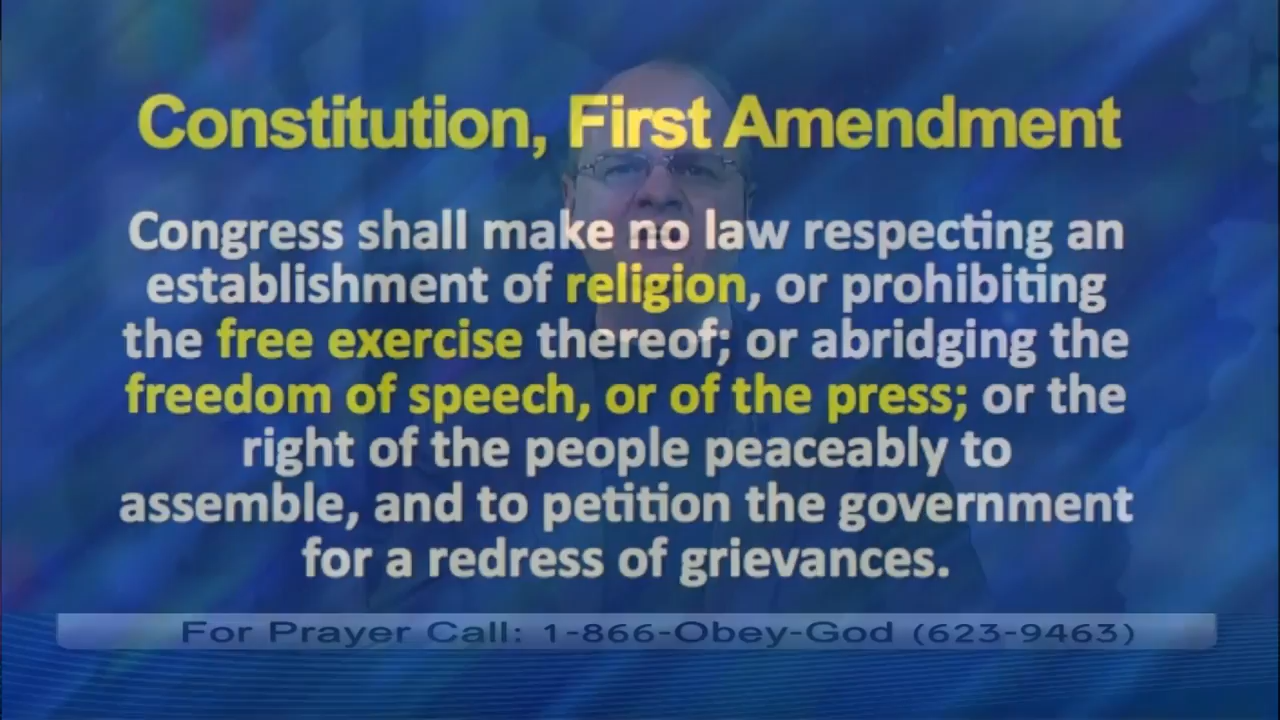 Constitution, First Amendment
Congress shall make no law respecting an
establishment of religion, or prohibiting
the free exercise thereof; or abridging the
freedom of speech, or of the press; or the
right of the people peaceably to
assemble, and to petition the government
for a redress of grievances.
For Prayer Call: 1-866-Obey-God (623-9463)